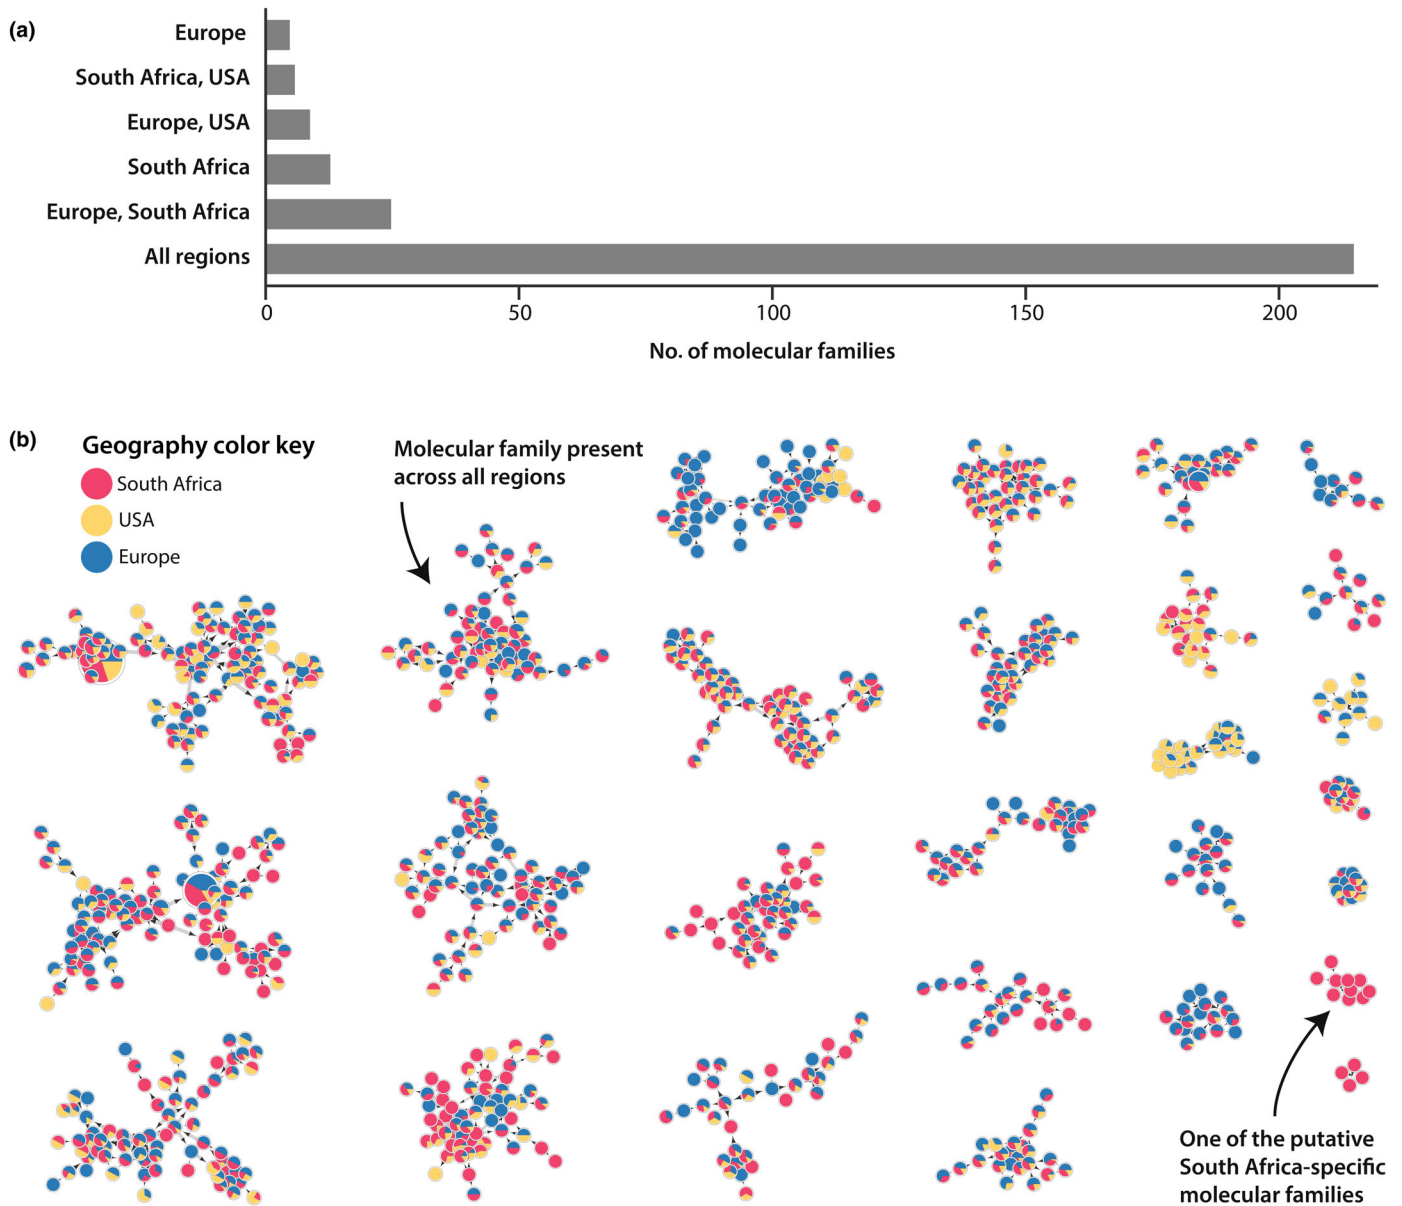 (a)
Europe
South Africa, USA
Europe, USA
South Africa
Europe, South Africa
All regions
0
50
100
150
200
No. of molecular families
(b)
Geography color key
South Africa
USA
Europe
Molecular family present
across all regions
One of the putative
South Africa-specific
molecular families